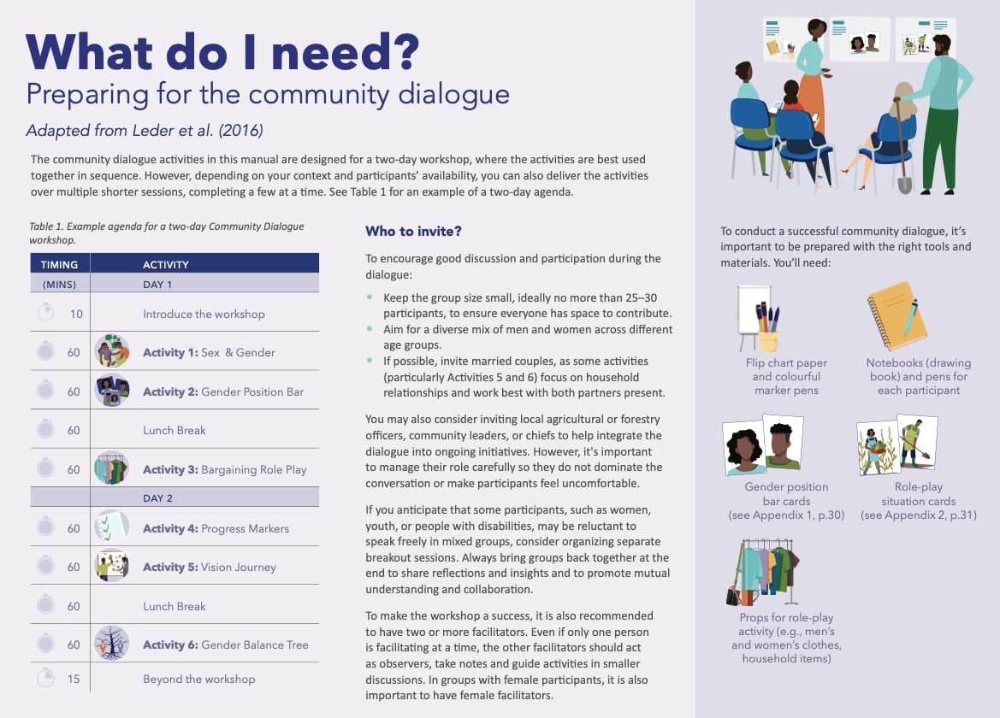 What do I need?
Preparing for the community dialogue
Adapted from Leder et al. (2016)
The community dialogue activities in this manual are designed for a two-day workshop, where the activities are best used
together in sequence. However, depending on your context and participants' availability, you can also deliver the activities
over multiple shorter sessions, completing a few at a time. See Table 1 for an example of a two-day agenda.
Table 1. Example agenda for a two-day Community Dialogue
workshop.
TIMING ACTIVITY
(MINS) DAY 1
10 Introduce the workshop
60 Activity 1: Sex & Gender
60 Activity 2: Gender Position Bar
60 Lunch Break
60 Activity 3: Bargaining Role Play
DAY 2
60 Activity 4: Progress Markers
60 Activity 5: Vision Journey
60 Lunch Break
60 Activity 6: Gender Balance Tree
15 Beyond the workshop
Who to invite?
To encourage good discussion and participation during the
dialogue:
• Keep the group size small, ideally no more than 25–30
participants, to ensure everyone has space to contribute.
• Aim for a diverse mix of men and women across different
age groups.
• If possible, invite married couples, as some activities
(particularly Activities 5 and 6) focus on household
relationships and work best with both partners present.
You may also consider inviting local agricultural or forestry
officers, community leaders, or chiefs to help integrate the
dialogue into ongoing initiatives. However, it's important
to manage their role carefully so they do not dominate the
conversation or make participants feel uncomfortable.
If you anticipate that some participants, such as women,
youth, or people with disabilities, may be reluctant to
speak freely in mixed groups, consider organizing separate
breakout sessions. Always bring groups back together at the
end to share reflections and insights and to promote mutual
understanding and collaboration.
To make the workshop a success, it is also recommended
to have two or more facilitators. Even if only one person
is facilitating at a time, the other facilitators should act
as observers, take notes and guide activities in smaller
discussions. In groups with female participants, it is also
important to have female facilitators.
To conduct a successful community dialogue, it's
important to be prepared with the right tools and
materials. You'll need:
Flip chart paper
and colourful
marker pens
Notebooks (drawing
book) and pens for
each participant
Gender position
bar cards
(see Appendix 1, p.30)
Role-play
situation cards
(see Appendix 2, p.31)
Props for role-play
activity (e.g., men's
and women's clothes,
household items)